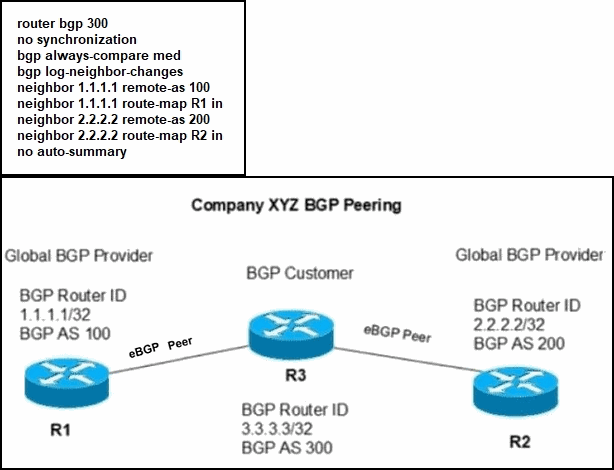 router bgp 300
no synchronization
bgp always-compare med
bgp log-neighbor-changes
neighbor 1.1.1.1 remote-as 100
neighbor 1.1.1.1 route-map R1 in
neighbor 2.2.2.2 remote-as 200
neighbor 2.2.2.2 route-map R2 in
no auto-summary
Company XYZ BGP Peering
Global BGP Provider
BGP Router ID
1.1.1.1/32
BGP AS 100
eBGP Peer
R1
BGP Customer
R3
BGP Router ID
3.3.3.3/32
BGP AS 300
Global BGP Provider
BGP Router ID
2.2.2.2/32
BGP AS 200
eBGP Peer
R2